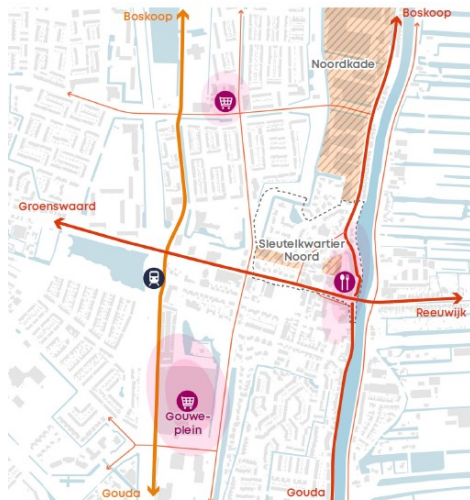 Boskoop
Boskoop
Noordkade
Groenswaard
Sleutelkwartier
Noord
Reeuwijk
Gouwe-
plein
Gouda
Gouda